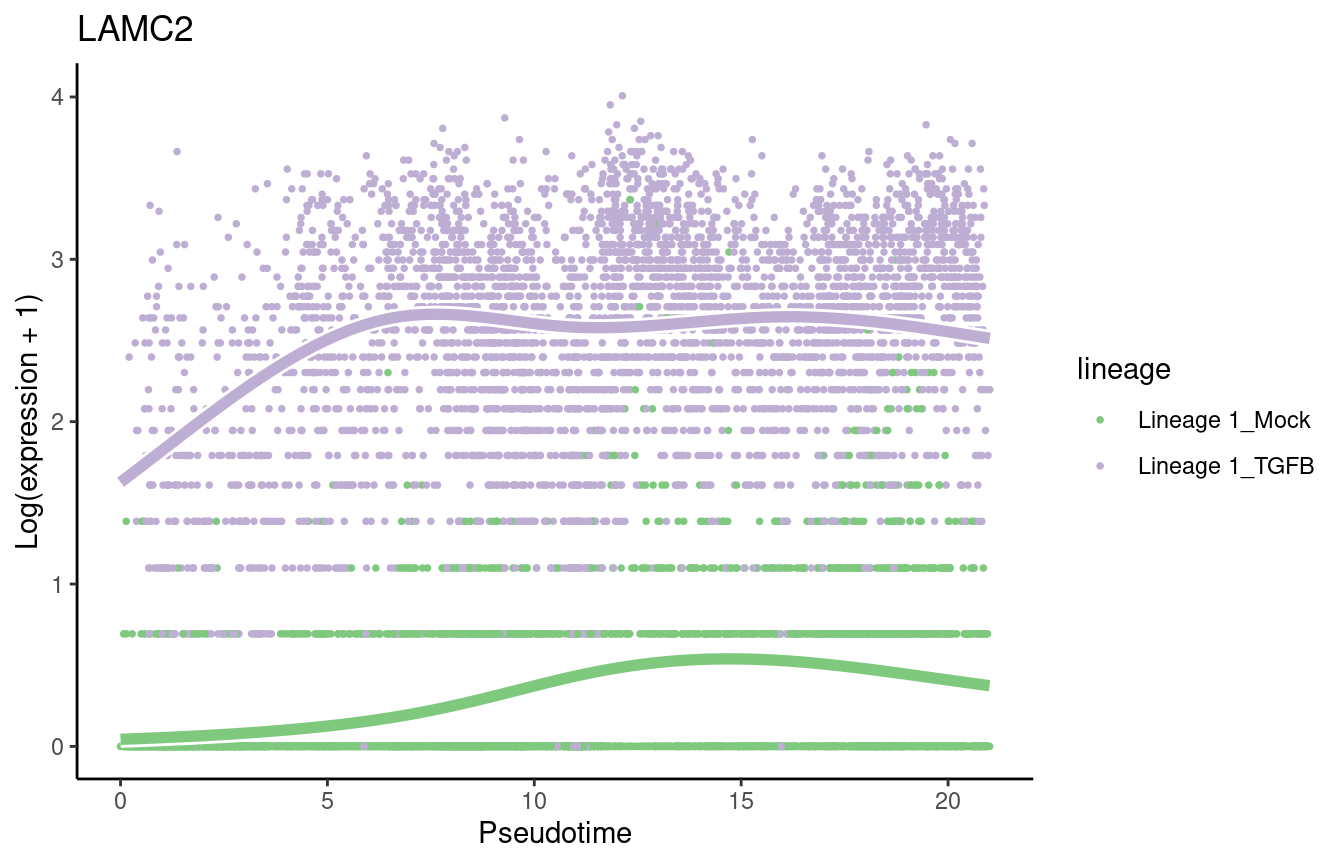 LAMC2
Log(expression + 1)
4
3
2
1
0
0 5 10 15 20
Pseudotime
lineage
Lineage 1_Mock
Lineage 1_TGFB